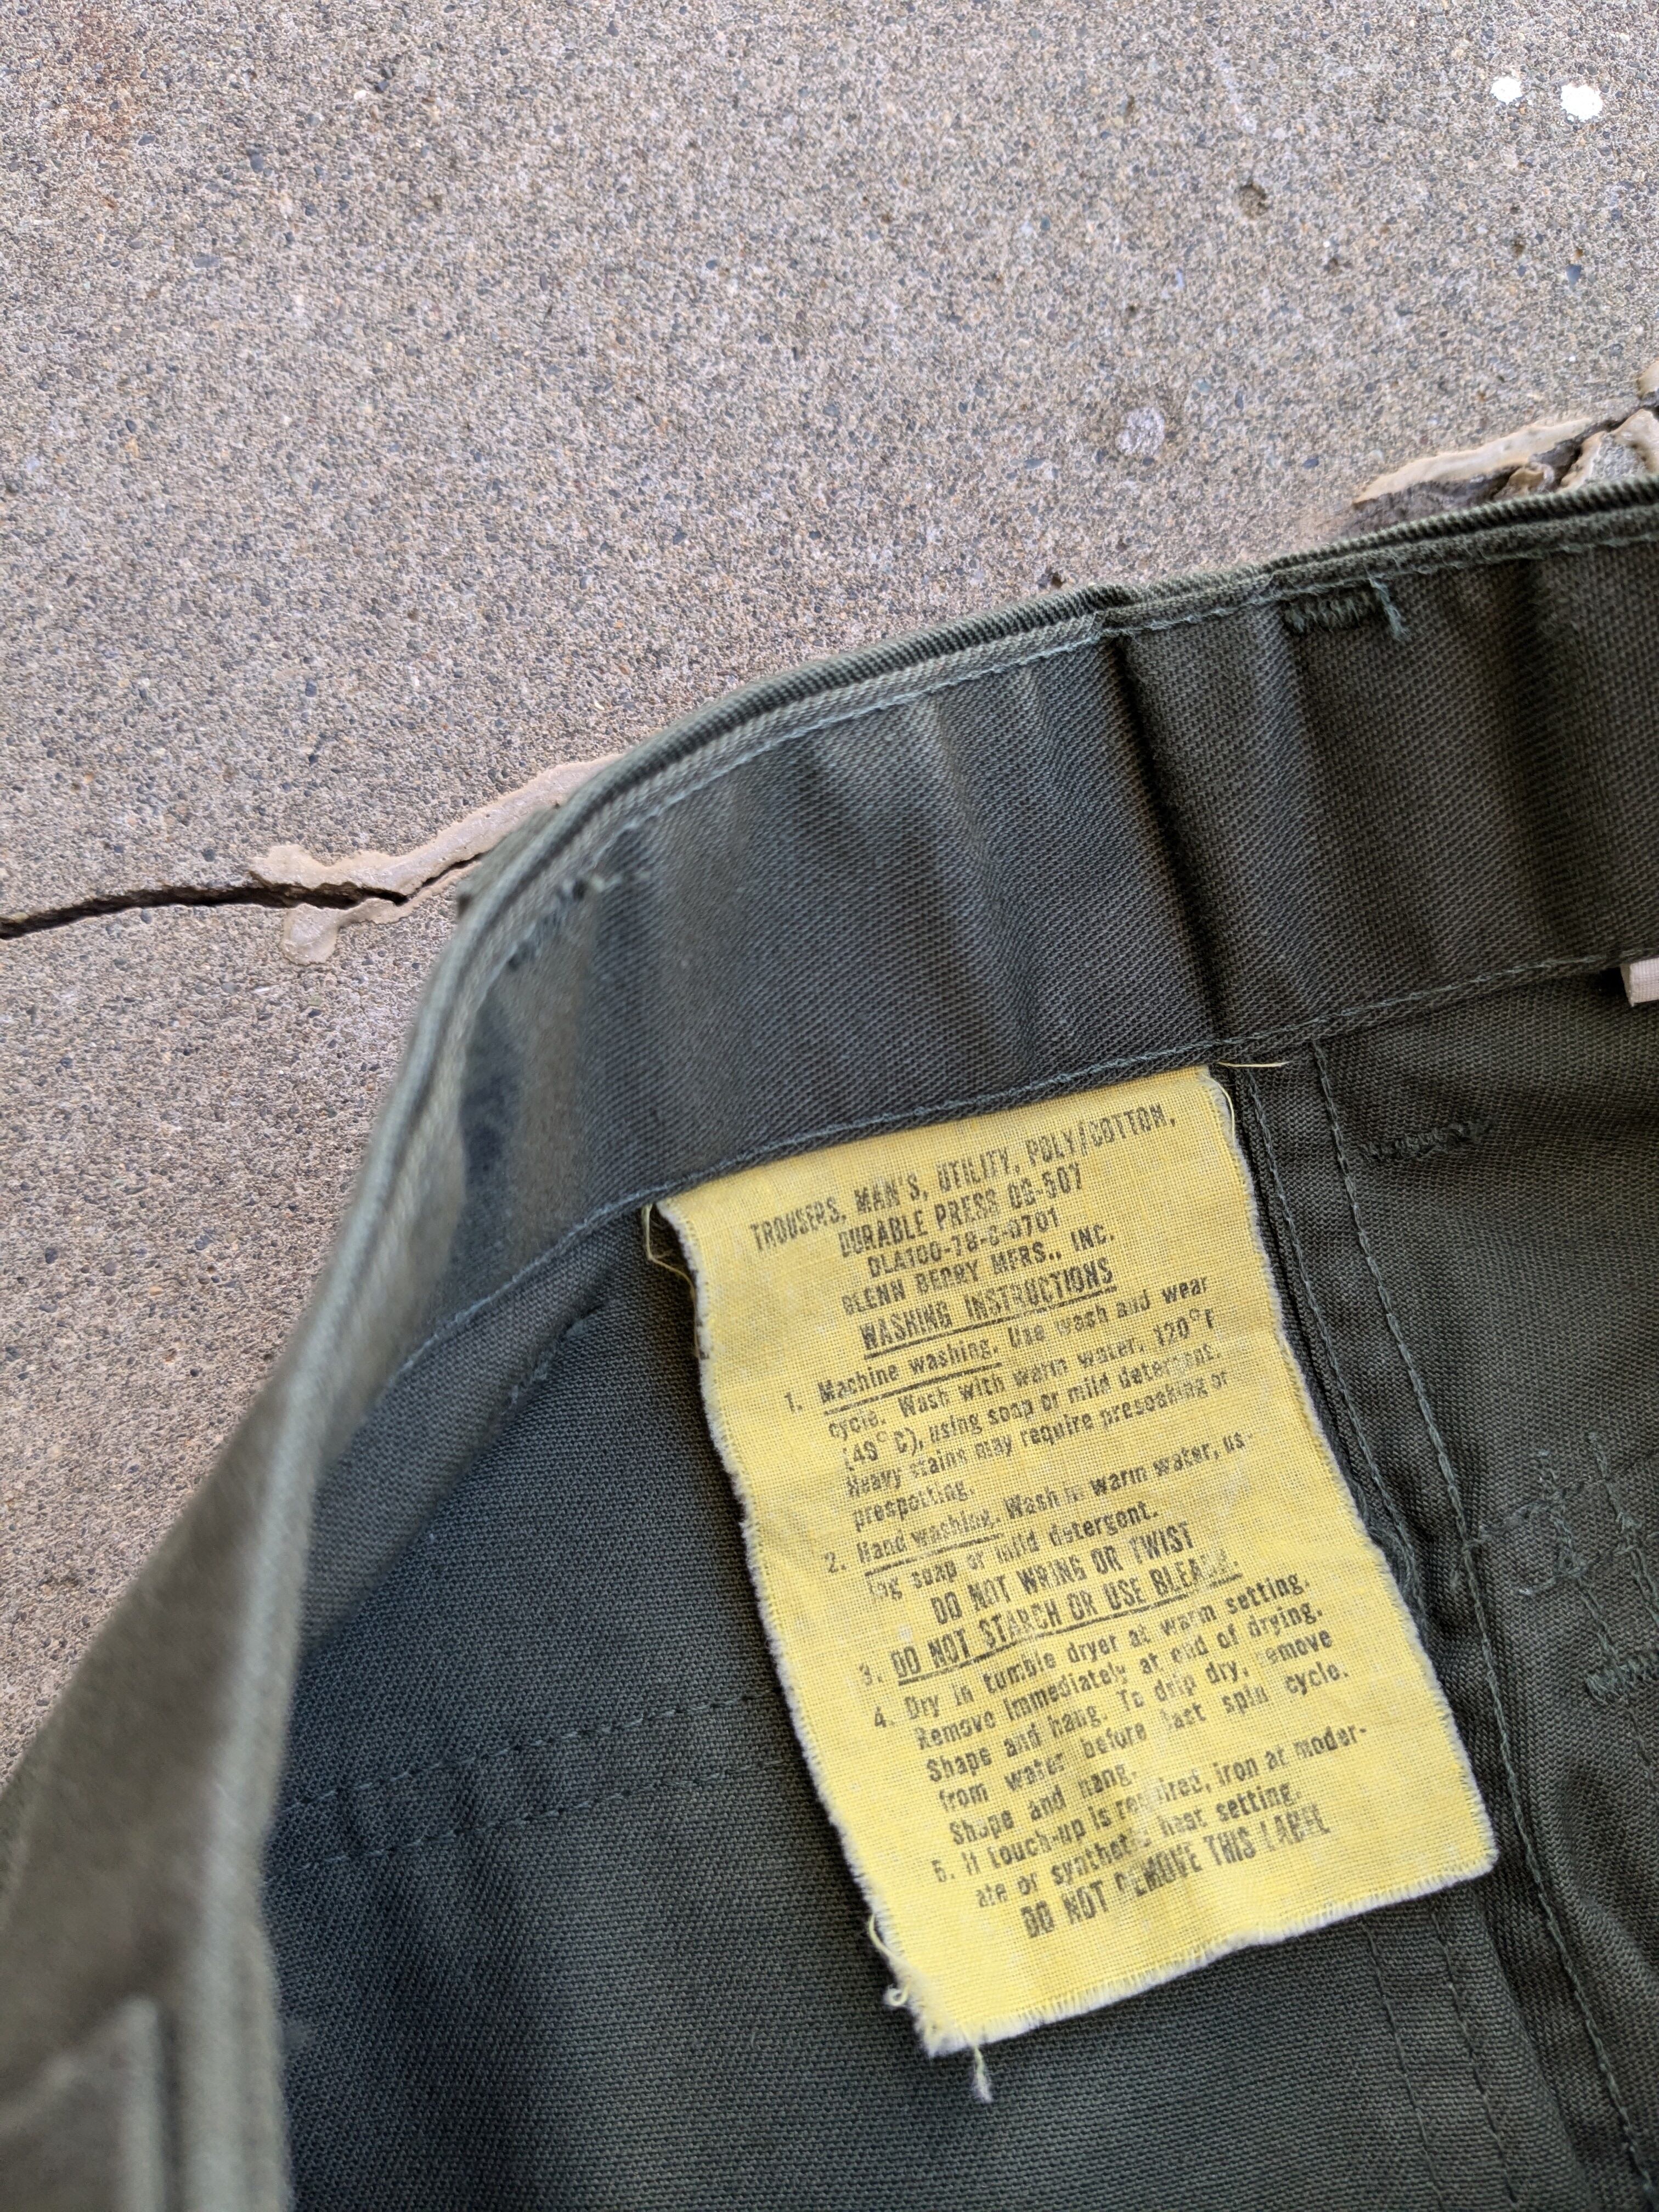 TROUSERS, MAN'S, UTILITY, POLY/COTTON,
DURABLE PRESS OG-507
DLA100-78-C-0701
GLENN BERRY MFRS., INC.
WASHING INSTRUCTIONS
1. Machine washing. Use wash and wear
cycle. Wash with warm water, 120°F
(49°C), using soap or mild detergent.
Heavy stains may require presoaking or
prespotting.
2. Hand washing. Wash in warm water, us-
ing soap or mild detergent.
DO NOT WRING OR TWIST
3. DO NOT STARCH OR USE BLEACH.
4. Dry in tumble dryer at warm setting.
Remove immediately at end of drying.
Shape and hang. To drip dry, remove
from water before last spin cycle.
Shape and hang.
5. If touch-up is required, iron at moder-
ate or synthetic heat setting.
DO NOT REMOVE THIS LABEL